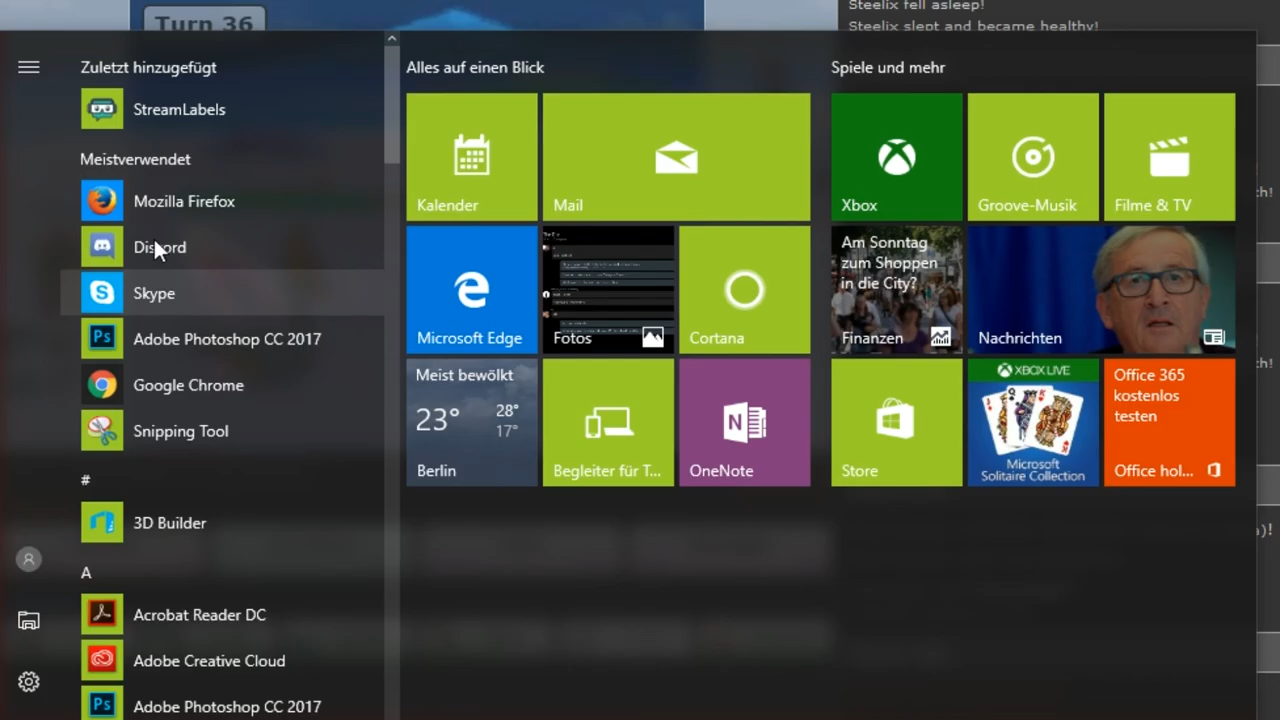 Turn 36
Steelix fell asleep!
Steelix slept and became healthy!
Zuletzt hinzugefügt
StreamLabels
Meistverwendet
Mozilla Firefox
Discord
Skype
Adobe Photoshop CC 2017
Google Chrome
Snipping Tool
#
3D Builder
A
Acrobat Reader DC
Adobe Creative Cloud
Adobe Photoshop CC 2017
Alles auf einen Blick
Kalender
Mail
Microsoft Edge
Fotos
Cortana
Meist bewölkt
23° 28°
17°
Berlin
Begleiter für T...
OneNote
Spiele und mehr
Xbox
Groove-Musik
Filme & TV
Am Sonntag
zum Shoppen
in die City?
Finanzen
Nachrichten
Store
XBOX LIVE
Microsoft
Solitaire Collection
Office 365
kostenlos
testen
Office hol...